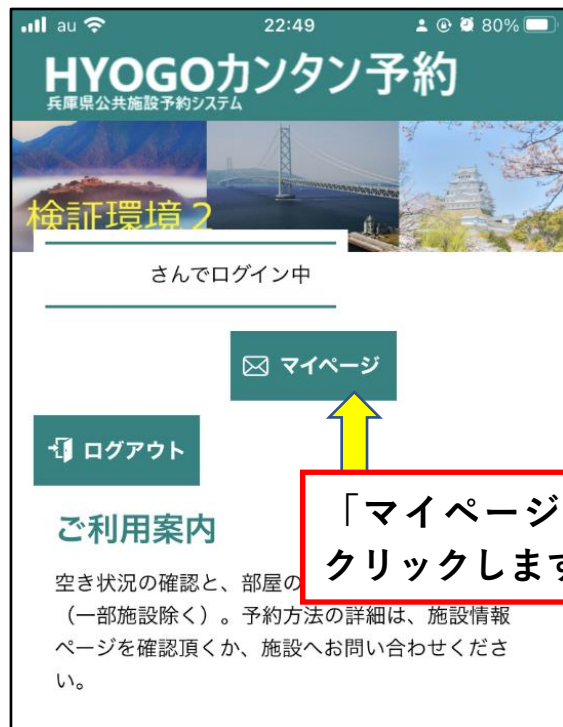 au 22:49 80%
HYOGOカンタン予約
兵庫県公共施設予約システム
検証環境２
さんでログイン中
マイページ
ログアウト
「マイページ
クリックします
ご利用案内
空き状況の確認と、部屋の
（一部施設除く）。予約方法の詳細は、施設情報
ページを確認頂くか、施設へお問い合わせくださ
い。